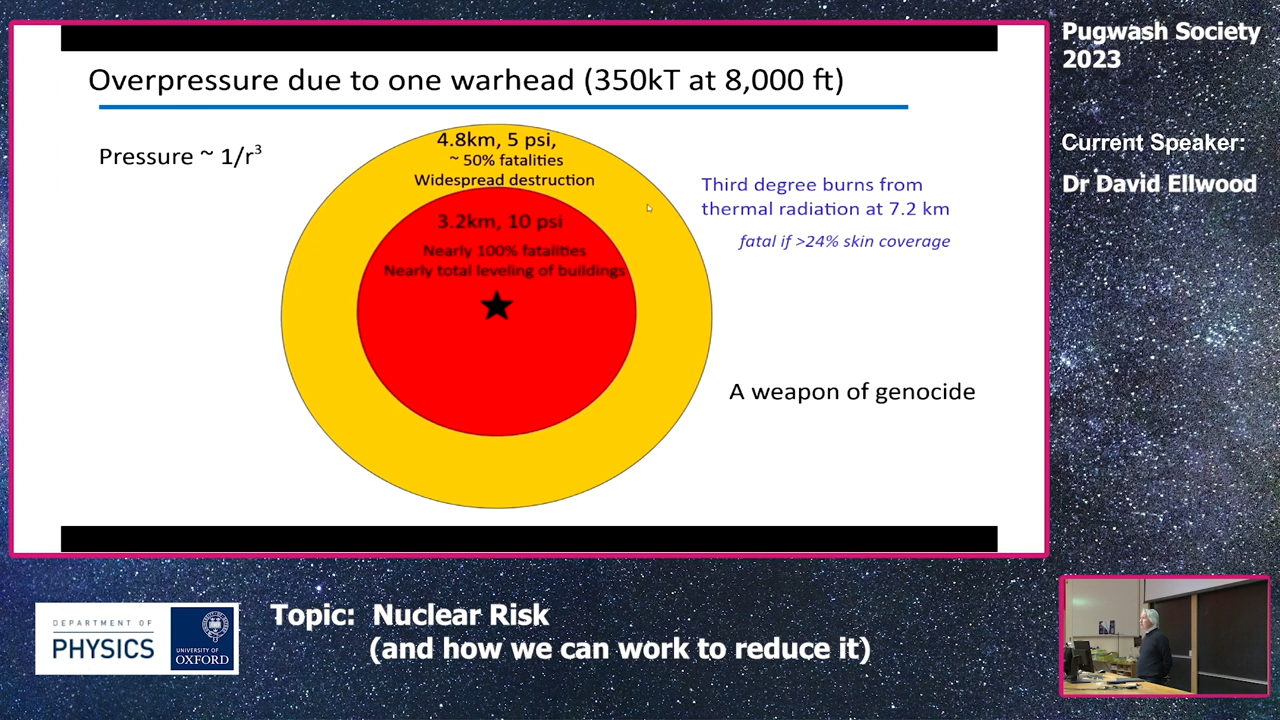 Overpressure due to one warhead (350kT at 8,000 ft)
Pressure ~ 1/r³
4.8km, 5 psi,
~ 50% fatalities
Widespread destruction
3.2km, 10 psi
Nearly 100% fatalities
Nearly total leveling of buildings
Third degree burns from
thermal radiation at 7.2 km
fatal if >24% skin coverage
A weapon of genocide
Pugwash Society
2023
Current Speaker:
Dr David Ellwood
DEPARTMENT OF
PHYSICS
UNIVERSITY OF
OXFORD
Topic: Nuclear Risk
(and how we can work to reduce it)